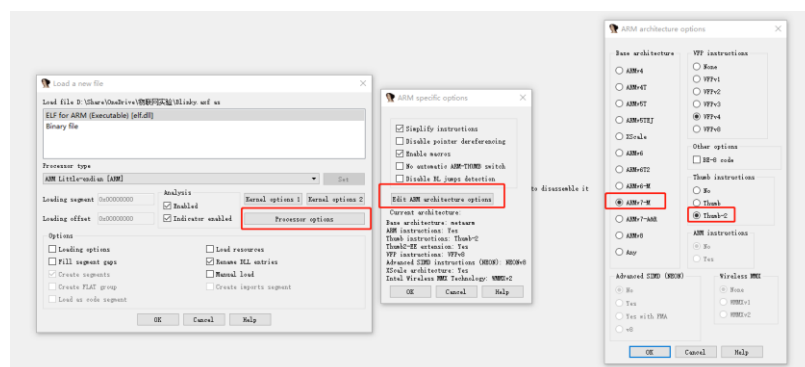 Load a new file
Load file D:\Share\OneDrive\物联网实验\Blinky.axf as
ELF for ARM (Executable) [elf.dll]
Binary file
Processor type
ARM Little-endian [ARM]
Set
Loading segment 0x00000000
Loading offset 0x00000000
Analysis
Enabled
Indicator enabled
Kernel options 1
Kernel options 2
Processor options
Options
Loading options
Fill segment gaps
Create segments
Create FLAT group
Load as code segment
Load resources
Rename DLL entries
Manual load
Create imports segment
OK
Cancel
Help
ARM specific options
Simplify instructions
Disable pointer dereferencing
Enable macros
No automatic ARM-THUMB switch
Disable BL jumps detection
Edit ARM architecture options
Current architecture:
Base architecture: metaarm
ARM instructions: Yes
Thumb instructions: Thumb-2
Thumb2-EE extension: Yes
VFP instructions: VFPv8
Advanced SIMD instructions (NEON): NEONv8
XScale architecture: Yes
Intel Wireless MMX Technology: WMMXv2
OK
Cancel
Help
to disassemble it
ARM architecture options
Base architecture
ARMv4
ARMv4T
ARMv5T
ARMv5TEJ
XScale
ARMv6
ARMv6T2
ARMv6-M
ARMv7-M
ARMv7-A&R
ARMv8
Any
VFP instructions
None
VFPv1
VFPv2
VFPv3
VFPv4
VFPv8
Other options
BE-8 code
Thumb instructions
No
Thumb
Thumb-2
ARM instructions
No
Yes
Advanced SIMD (NEON)
No
Yes
Yes with FMA
v8
Wireless MMX
None
WMMXv1
WMMXv2
OK
Cancel
Help